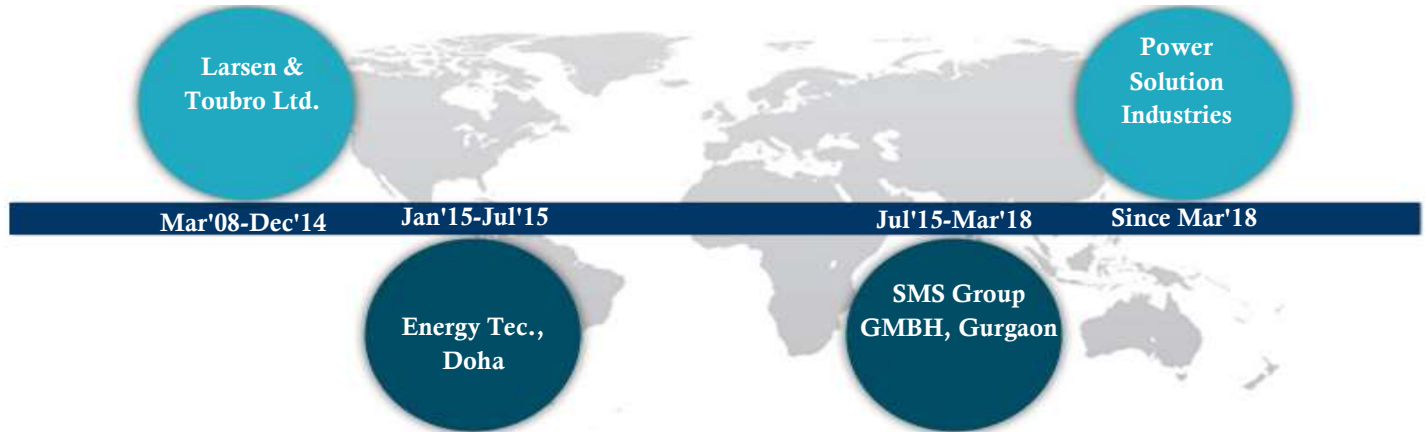 Larsen &
Toubro Ltd.
Power
Solution
Industries
Mar'08-Dec'14
Jan'15-Jul'15
Jul'15-Mar'18
Since Mar'18
Energy Tec.,
Doha
SMS Group
GMBH, Gurgaon